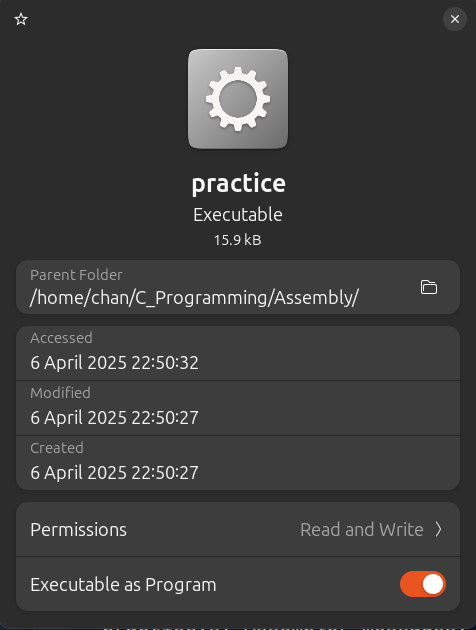 practice
Executable
15.9 kB
Parent Folder
/home/chan/C_Programming/Assembly/
Accessed
6 April 2025 22:50:32
Modified
6 April 2025 22:50:27
Created
6 April 2025 22:50:27
Permissions Read and Write
Executable as Program